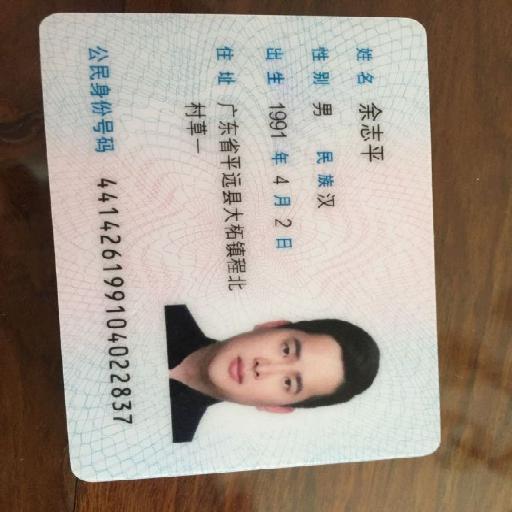 姓名 余志平
性别 男 民族 汉
出生 1991 年 4 月 2 日
住址 广东省平远县大柘镇程北
村草一
公民身份号码 441426199104022837